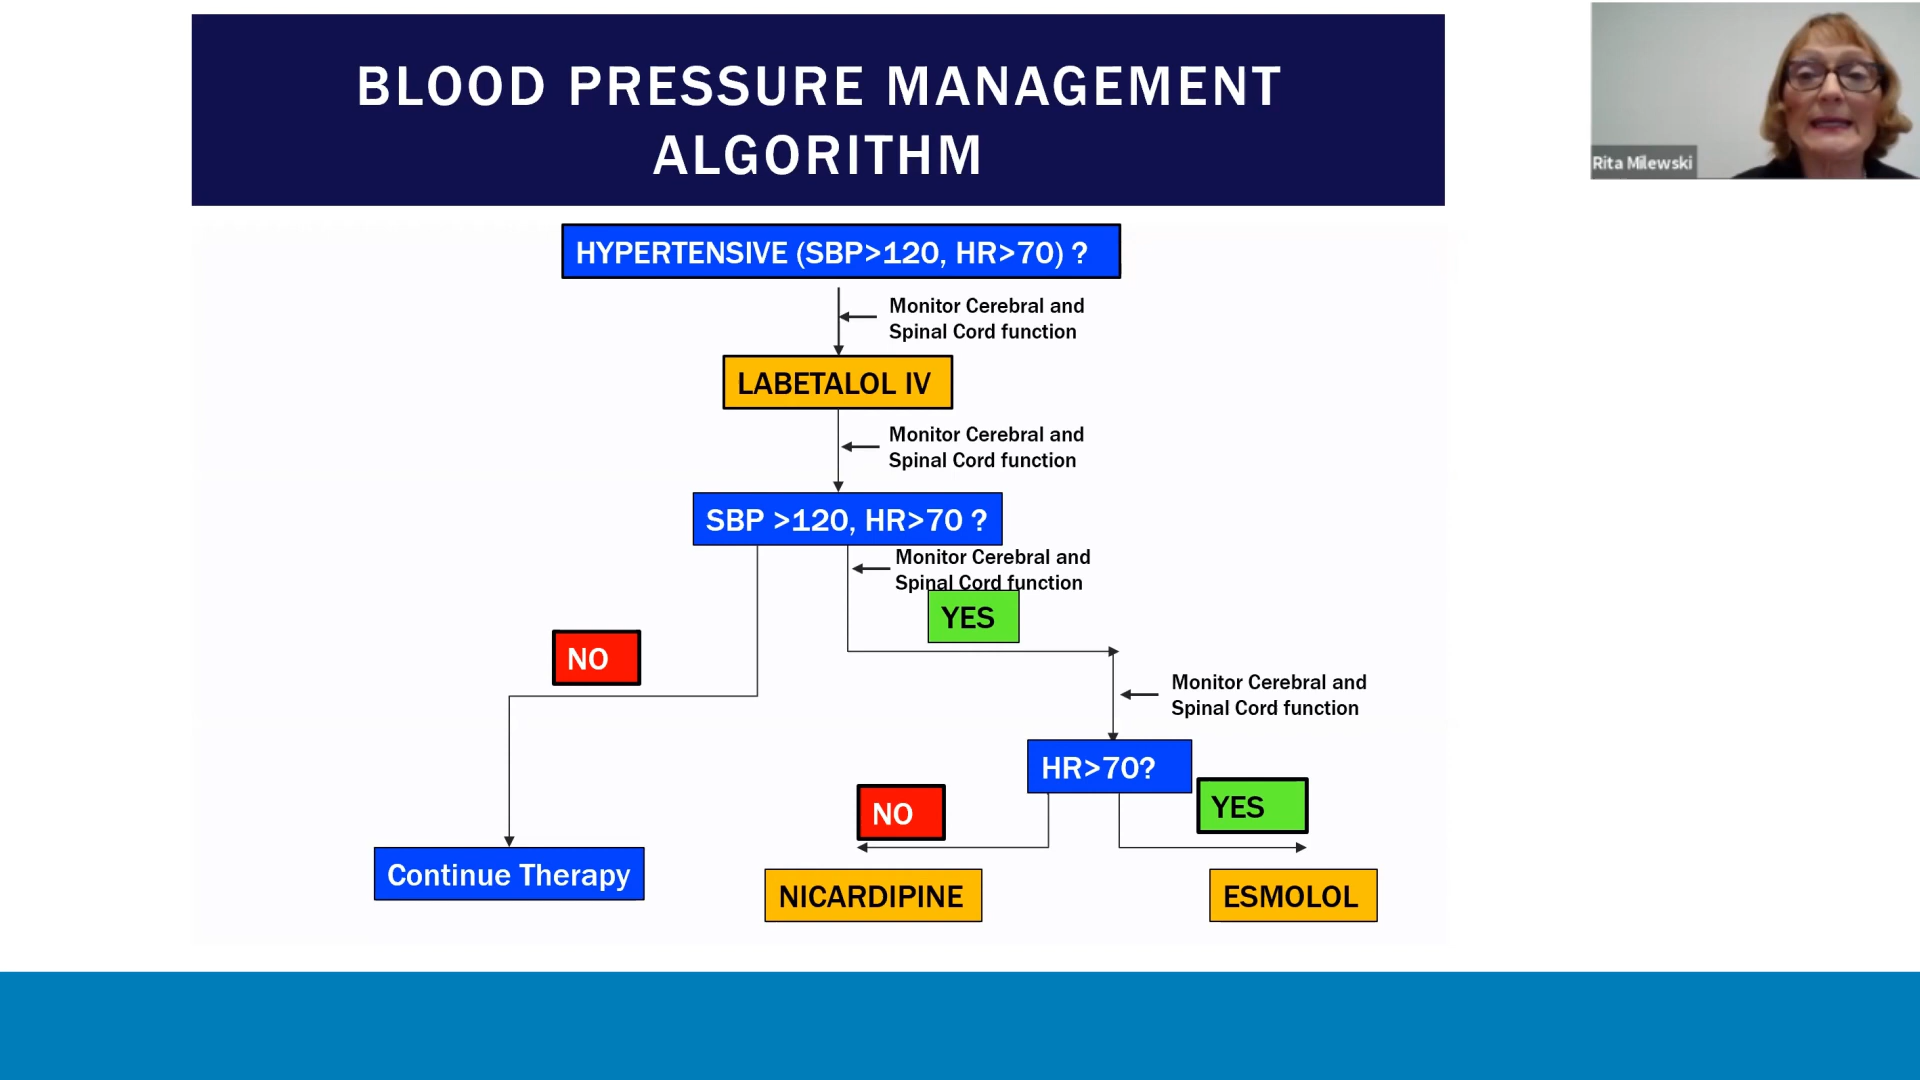 BLOOD PRESSURE MANAGEMENT
ALGORITHM
Rita Milewski
HYPERTENSIVE (SBP>120, HR>70) ?
Monitor Cerebral and
Spinal Cord function
LABETALOL IV
Monitor Cerebral and
Spinal Cord function
SBP >120, HR>70 ?
Monitor Cerebral and
Spinal Cord function
YES
NO
Monitor Cerebral and
Spinal Cord function
HR>70?
NO
YES
Continue Therapy
NICARDIPINE
ESMOLOL